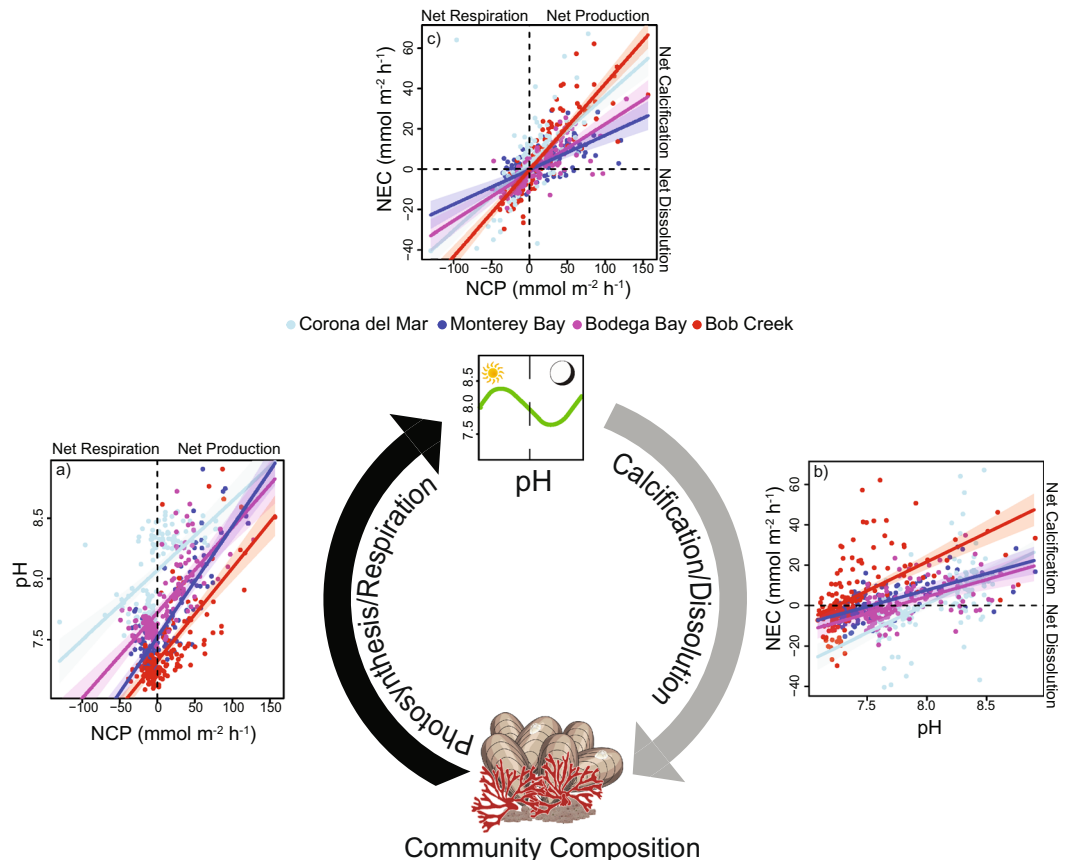 Net Respiration Net Production
c)
60
40
20
0
−20
−40
NEC (mmol m⁻² h⁻¹)
Net Calcification
Net Dissolution
−100 −50 0 50 100 150
NCP (mmol m⁻² h⁻¹)
Corona del Mar Monterey Bay Bodega Bay Bob Creek
8.5
8.0
7.5
pH
Net Respiration Net Production
a)
8.5
8.0
7.5
pH
−100 −50 0 50 100 150
NCP (mmol m⁻² h⁻¹)
Photosynthesis/Respiration
Calcification/Dissolution
b)
60
40
20
0
−20
−40
NEC (mmol m⁻² h⁻¹)
Net Calcification
Net Dissolution
7.5 8.0 8.5
pH
Community Composition